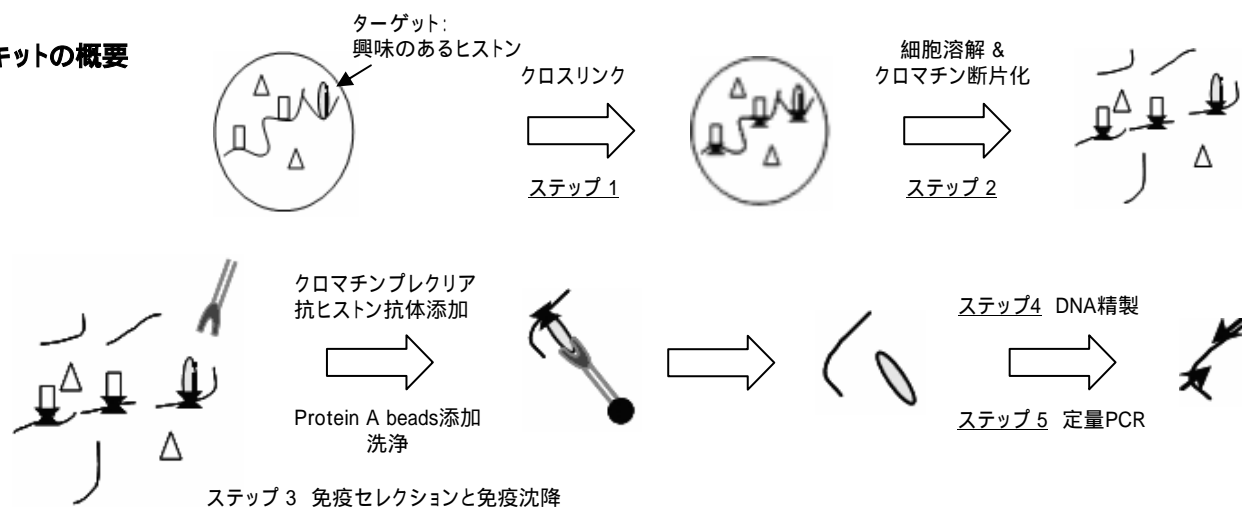 ターゲット:
興味のあるヒストン
キットの概要
クロスリンク
ステップ 1
細胞溶解 &
クロマチン断片化
ステップ 2
クロマチンプレクリア
抗ヒストン抗体添加
Protein A beads添加
洗浄
ステップ 3 免疫セレクションと免疫沈降
ステップ4 DNA精製
ステップ 5 定量PCR